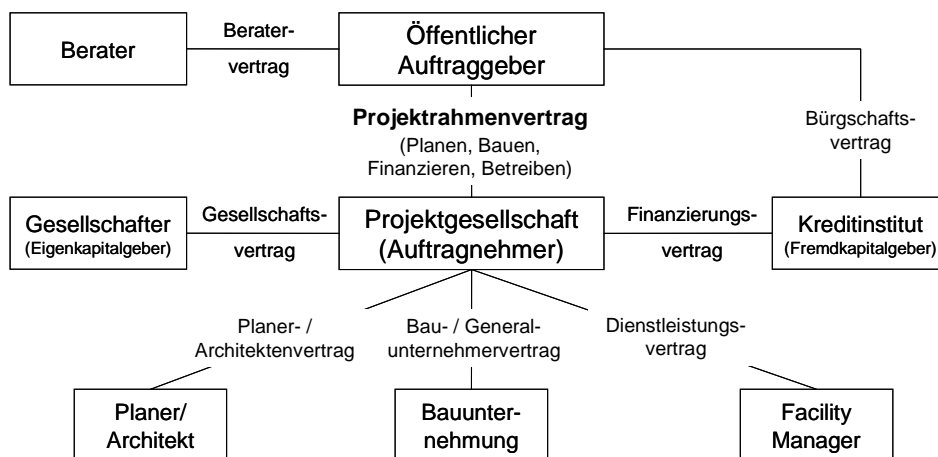 Berater
Berater-
vertrag
Öffentlicher
Auftraggeber
Projektrahmenvertrag
(Planen, Bauen,
Finanzieren, Betreiben)
Bürgschafts-
vertrag
Gesellschafter
(Eigenkapitalgeber)
Gesellschafts-
vertrag
Projektgesellschaft
(Auftragnehmer)
Finanzierungs-
vertrag
Kreditinstitut
(Fremdkapitalgeber)
Planer- /
Architektenvertrag
Bau- / General-
unternehmervertrag
Dienstleistungs-
vertrag
Planer/
Architekt
Bauunter-
nehmung
Facility
Manager